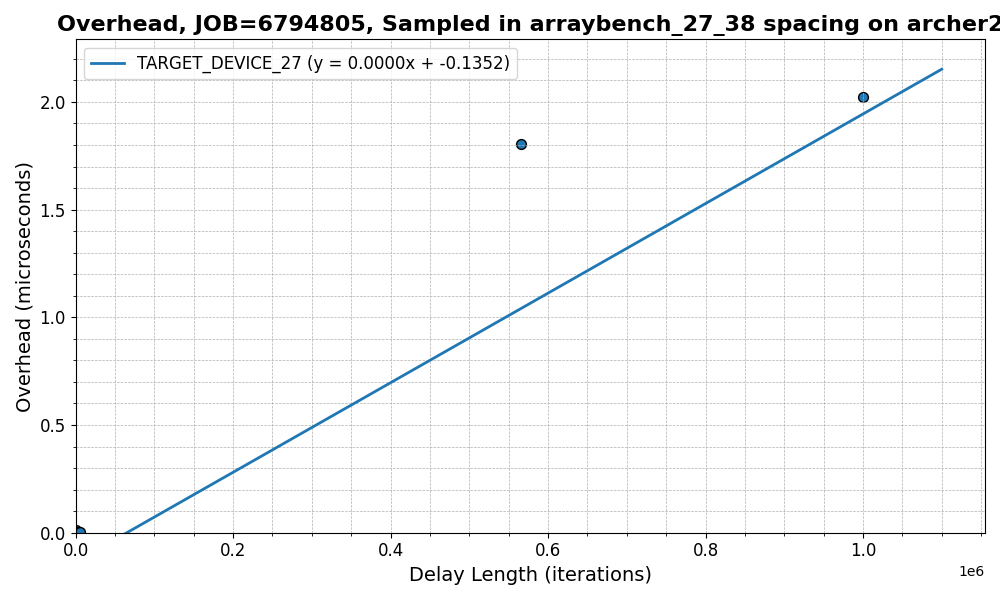 Overhead, JOB=6794805, Sampled in arraybench_27_38 spacing on archer2
TARGET_DEVICE_27 (y = 0.0000x + -0.1352)
Overhead (microseconds)
2.0
1.5
1.0
0.5
0.0
0.0 0.2 0.4 0.6 0.8 1.0
1e6
Delay Length (iterations)